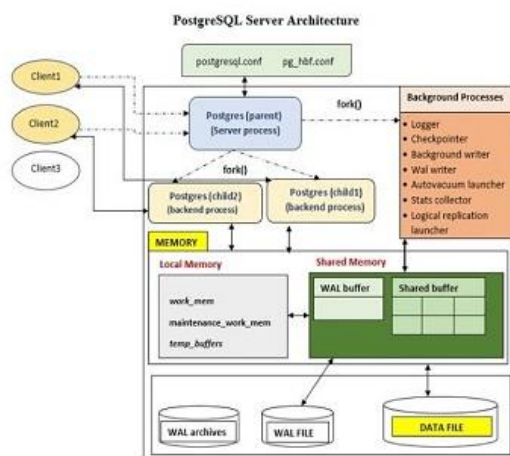 PostgreSQL Server Architecture
postgresql.conf pg_hbf.conf
Client1
Client2
Client3
Postgres (parent)
(Server process)
fork()
fork()
Background Processes
Logger
Checkpointer
Background writer
Wal writer
Autovacuum launcher
Stats collector
Logical replication
launcher
Postgres (child2)
(backend process)
Postgres (child1)
(backend process)
MEMORY
Local Memory
work_mem
maintenance_work_mem
temp_buffers
Shared Memory
WAL buffer
Shared buffer
WAL archives
WAL FILE
DATA FILE